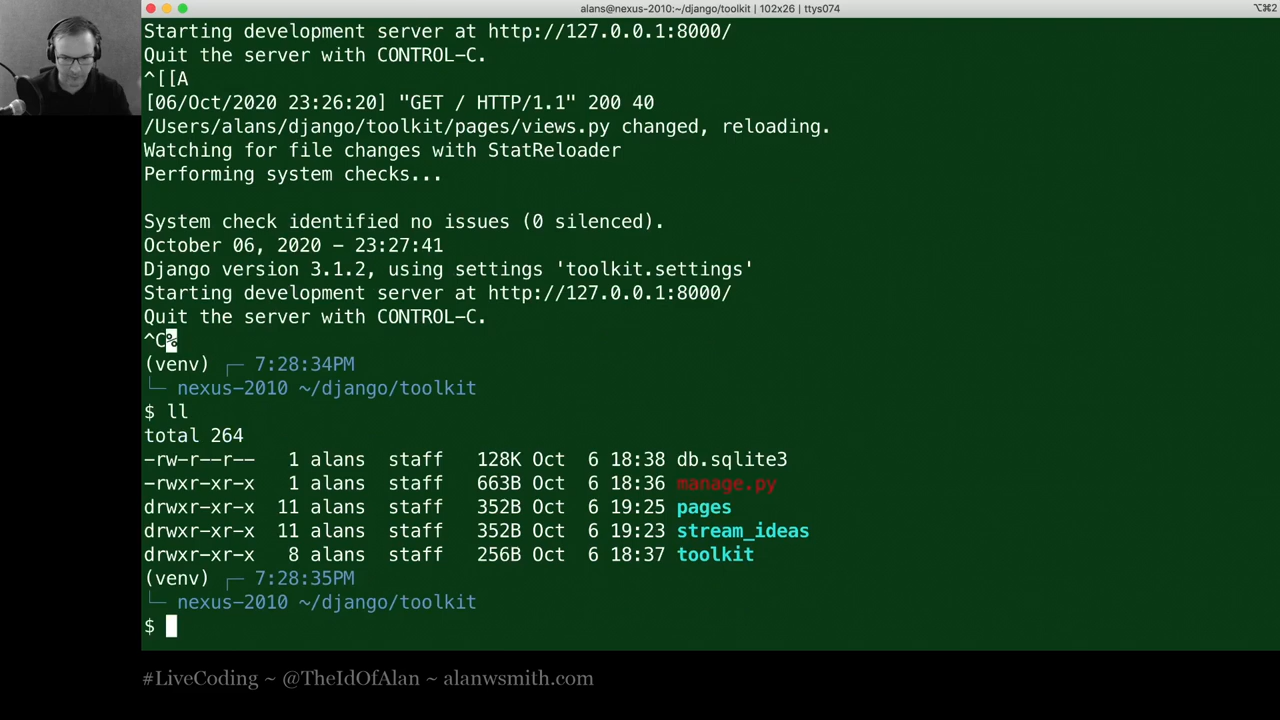 alans@nexus-2010:~/django/toolkit | 102x26 | ttys074
⌥⌘2
Starting development server at http://127.0.0.1:8000/
Quit the server with CONTROL-C.
^[[A
[06/Oct/2020 23:26:20] "GET / HTTP/1.1" 200 40
/Users/alans/django/toolkit/pages/views.py changed, reloading.
Watching for file changes with StatReloader
Performing system checks...
System check identified no issues (0 silenced).
October 06, 2020 - 23:27:41
Django version 3.1.2, using settings 'toolkit.settings'
Starting development server at http://127.0.0.1:8000/
Quit the server with CONTROL-C.
^C%
(venv) ┌─ 7:28:34PM
└─ nexus-2010 ~/django/toolkit
$ ll
total 264
-rw-r--r-- 1 alans staff 128K Oct 6 18:38 db.sqlite3
-rwxr-xr-x 1 alans staff 663B Oct 6 18:36 manage.py
drwxr-xr-x 11 alans staff 352B Oct 6 19:25 pages
drwxr-xr-x 11 alans staff 352B Oct 6 19:23 stream_ideas
drwxr-xr-x 8 alans staff 256B Oct 6 18:37 toolkit
(venv) ┌─ 7:28:35PM
└─ nexus-2010 ~/django/toolkit
$
#LiveCoding ~ @TheIdOfAlan ~ alanwsmith.com